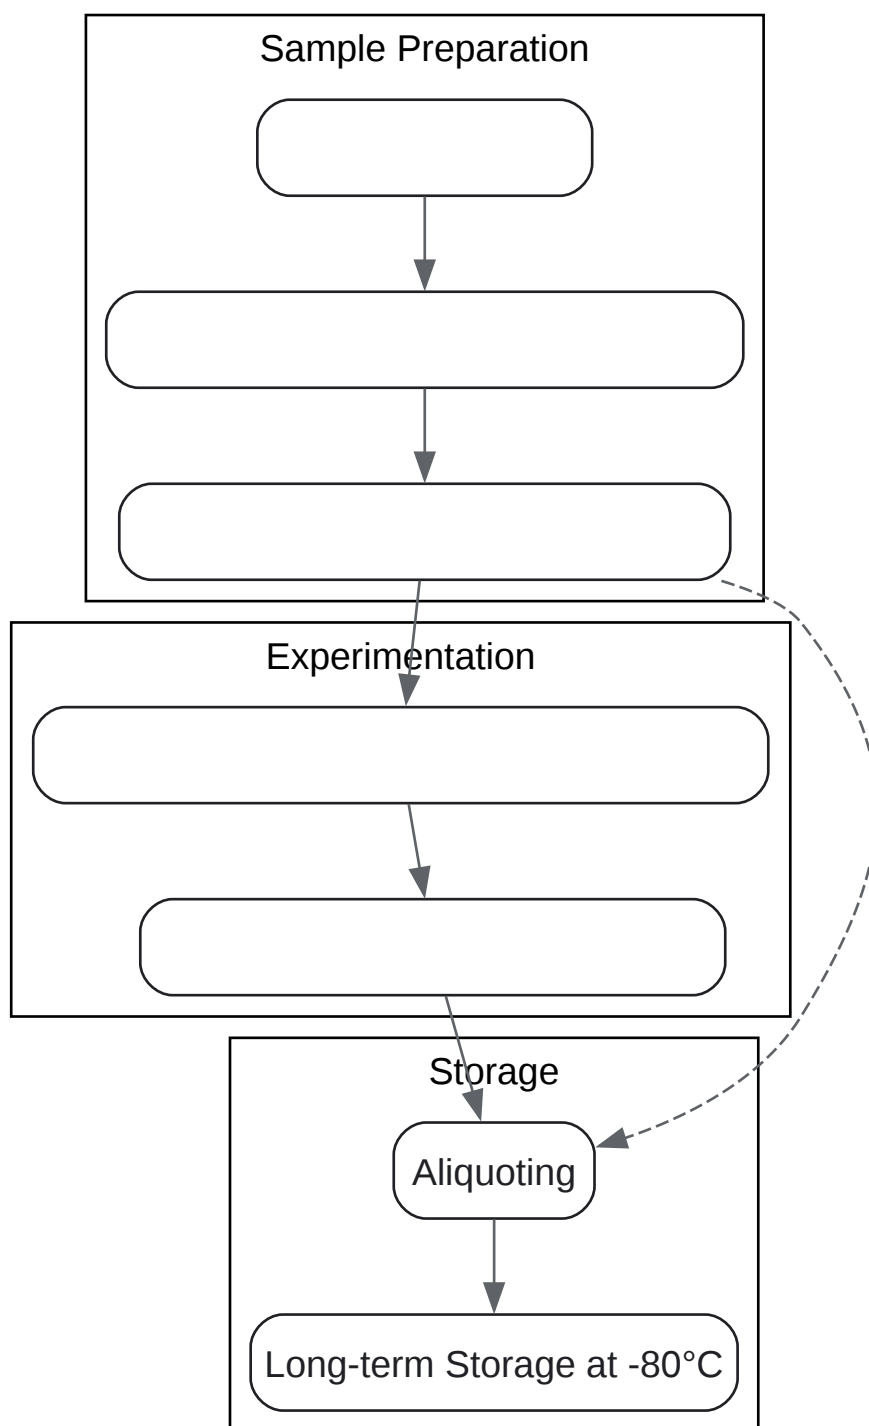 Sample Preparation
Experimentation
Storage
Aliquoting
Long-term Storage at -80°C